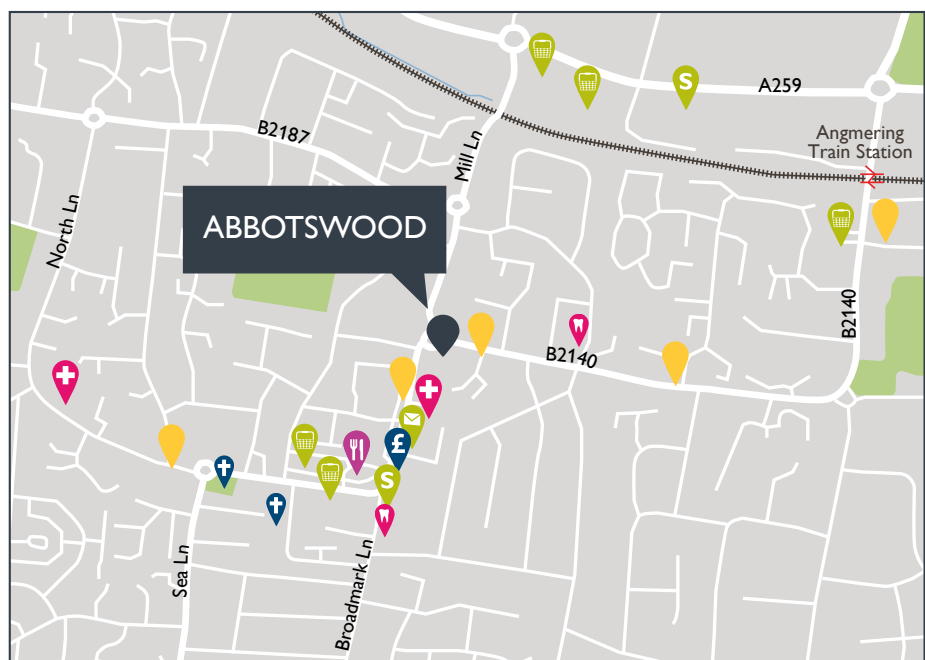 A259
B2187
Mill Ln
Angmering
Train Station
North Ln
ABBOTSWOOD
B2140
B2140
Sea Ln
Broadmark Ln
S
£
S